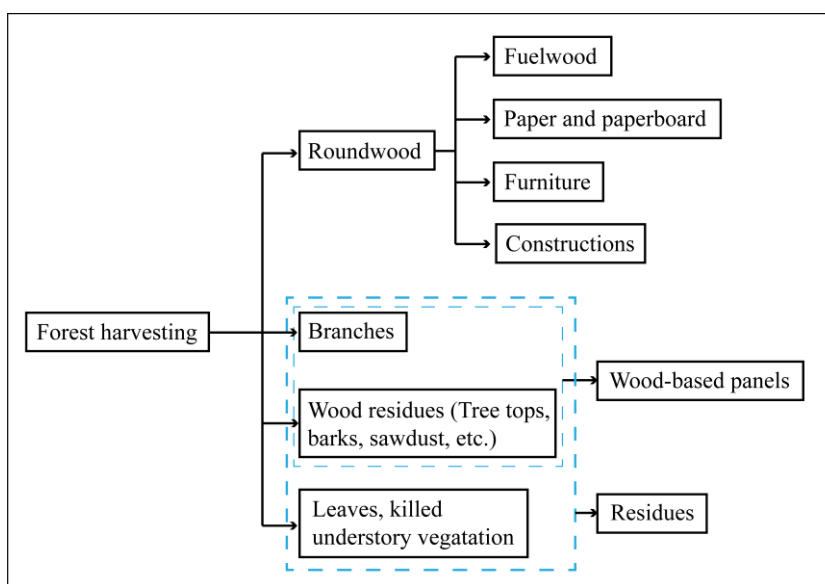 Fuelwood
Paper and paperboard
Roundwood
Furniture
Constructions
Forest harvesting
Branches
Wood-based panels
Wood residues (Tree tops,
barks, sawdust, etc.)
Leaves, killed
understory vegatation
Residues